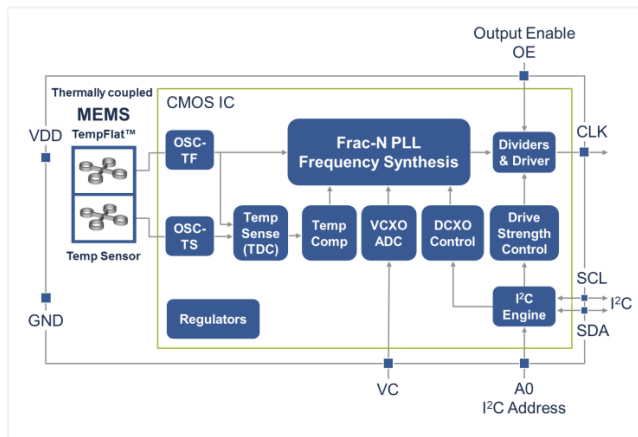 Output Enable
OE
Thermally coupled
MEMS
TempFlat™
CMOS IC
VDD
CLK
OSC-
TF
Frac-N PLL
Frequency Synthesis
Dividers
& Driver
OSC-
TS
Temp
Sense
(TDC)
Temp
Comp
VCXO
ADC
DCXO
Control
Drive
Strength
Control
Temp Sensor
SCL
I²C
SDA
I²C
Engine
Regulators
GND
VC
A0
I²C Address